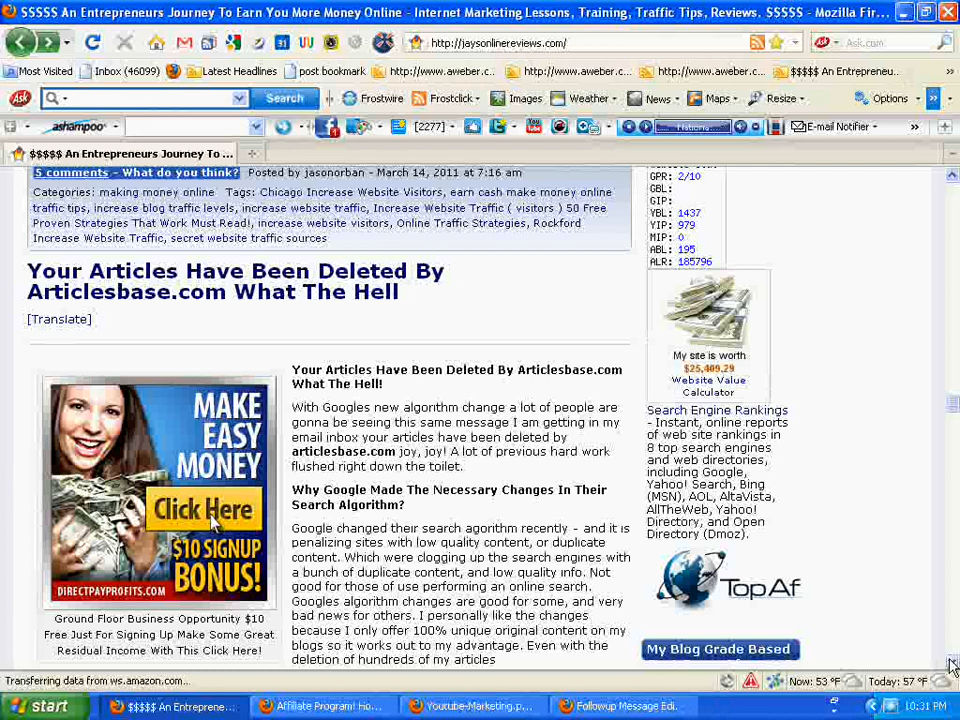 $$$$$ An Entrepreneurs Journey To Earn You More Money Online - Internet Marketing Lessons, Training, Traffic Tips, Reviews. $$$$$ - Mozilla Fir...
http://jaysonlinereviews.com/
Ask.com
Most Visited
Inbox (46099)
Latest Headlines
post bookmark
http://www.aweber.c...
http://www.aweber.c...
http://www.aweber.c...
$$$$$ An Entrepreneu...
Ask
Search
Frostwire
Frostclick
Images
Weather
News
Maps
Resize
Options
ashampoo
[2277]
You Tube
E-mail Notifier
$$$$$ An Entrepreneurs Journey To ...
5 comments - What do you think? Posted by jasonorban - March 14, 2011 at 7:16 am
Categories: making money online Tags: Chicago Increase Website Visitors, earn cash make money online
traffic tips, increase blog traffic levels, increase website traffic, Increase Website Traffic ( visitors ) 50 Free
Proven Strategies That Work Must Read!, increase website visitors, Online Traffic Strategies, Rockford
Increase Website Traffic, secret website traffic sources
Your Articles Have Been Deleted By
Articlesbase.com What The Hell
[Translate]
MAKE
EASY
MONEY
Click Here
$10 SIGNUP
BONUS!
DIRECTPAYPROFITS.COM
Ground Floor Business Opportunity $10
Free Just For Signing Up Make Some Great
Residual Income With This Click Here!
Your Articles Have Been Deleted By Articlesbase.com
What The Hell!
With Googles new algorithm change a lot of people are
gonna be seeing this same message I am getting in my
email inbox your articles have been deleted by
articlesbase.com joy, joy! A lot of previous hard work
flushed right down the toilet.
Why Google Made The Necessary Changes In Their
Search Algorithm?
Google changed their search agorithm recently - and it is
penalizing sites with low quality content, or duplicate
content. Which were clogging up the search engines with
a bunch of duplicate content, and low quality info. Not
good for those of use performing an online search.
Googles algorithm changes are good for some, and very
bad news for others. I personally like the changes
because I only offer 100% unique original content on my
blogs so it works out to my advantage. Even with the
deletion of hundreds of my articles
GPR: 2/10
GBL:
GIP:
YBL: 1437
YIP: 979
MIP: 0
ABL: 195
ALR: 185796
My site is worth
$25,409.29
Website Value
Calculator
Search Engine Rankings
- Instant, online reports
of web site rankings in
8 top search engines
and web directories,
including Google,
Yahoo! Search, Bing
(MSN), AOL, AltaVista,
AllTheWeb, Yahoo!
Directory, and Open
Directory (Dmoz).
TopAf
My Blog Grade Based
Transferring data from ws.amazon.com...
Now: 53 °F
Today: 57 °F
start
$$$$$ An Entreprene...
Affiliate Program! Ho...
Youtube-Marketing.p...
Followup Message Edi...
10:31 PM